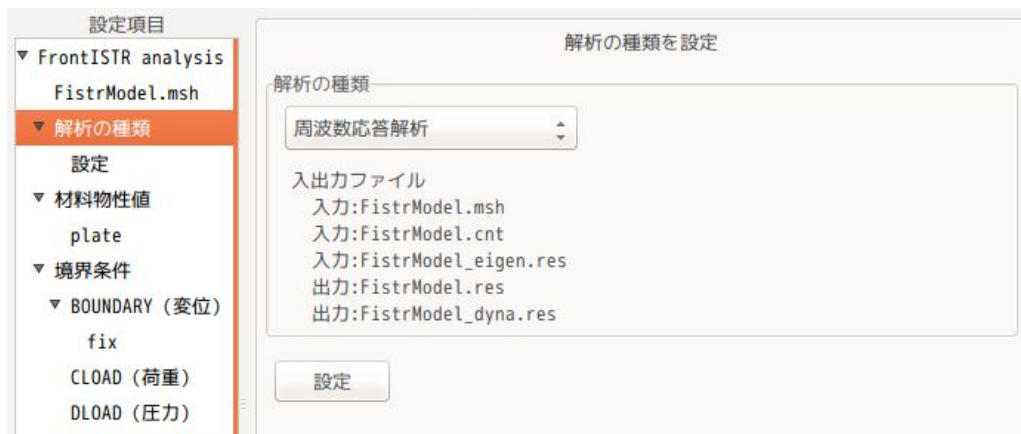 設定項目
FrontISTR analysis
FistrModel.msh
解析の種類
設定
材料物性値
plate
境界条件
BOUNDARY (変位)
fix
CLOAD (荷重)
DLOAD (圧力)
解析の種類を設定
解析の種類
周波数応答解析
入出力ファイル
入力:FistrModel.msh
入力:FistrModel.cnt
入力:FistrModel_eigen.res
出力:FistrModel.res
出力:FistrModel_dyna.res
設定